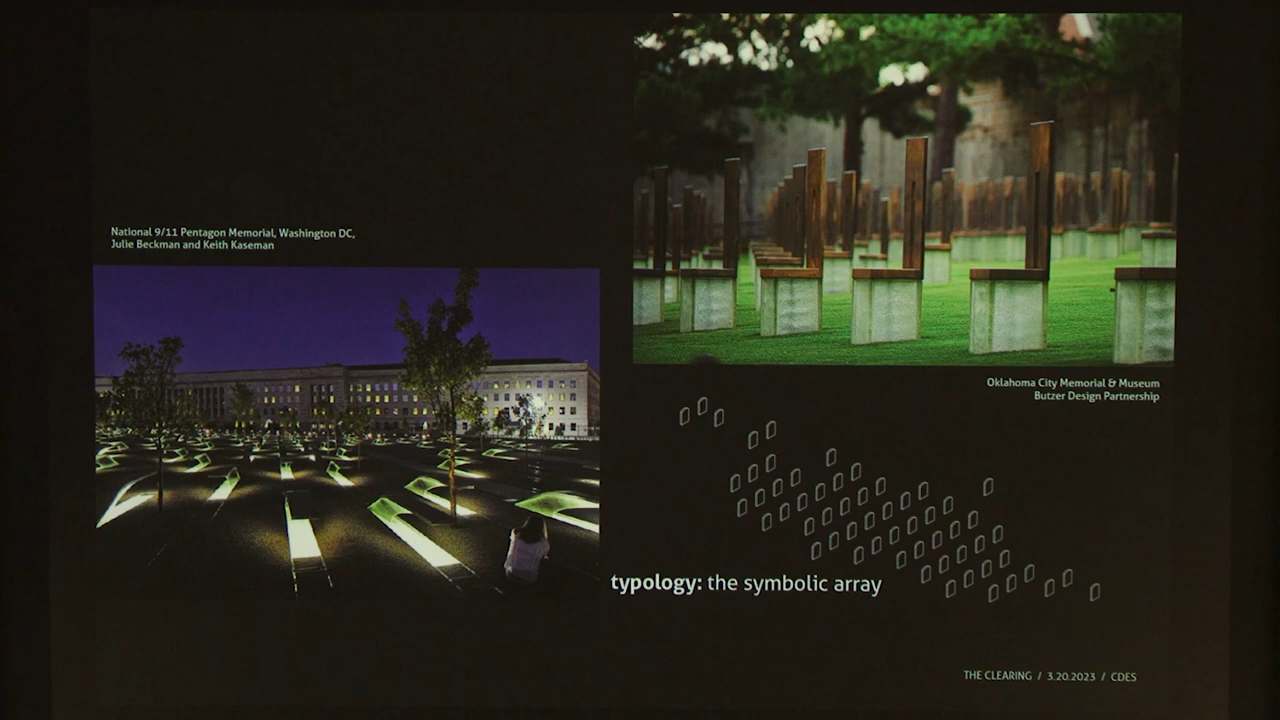 National 9/11 Pentagon Memorial, Washington DC,
Julie Beckman and Keith Kaseman
Oklahoma City Memorial & Museum
Butzer Design Partnership
typology: the symbolic array
THE CLEARING / 3.20.2023 / CDES